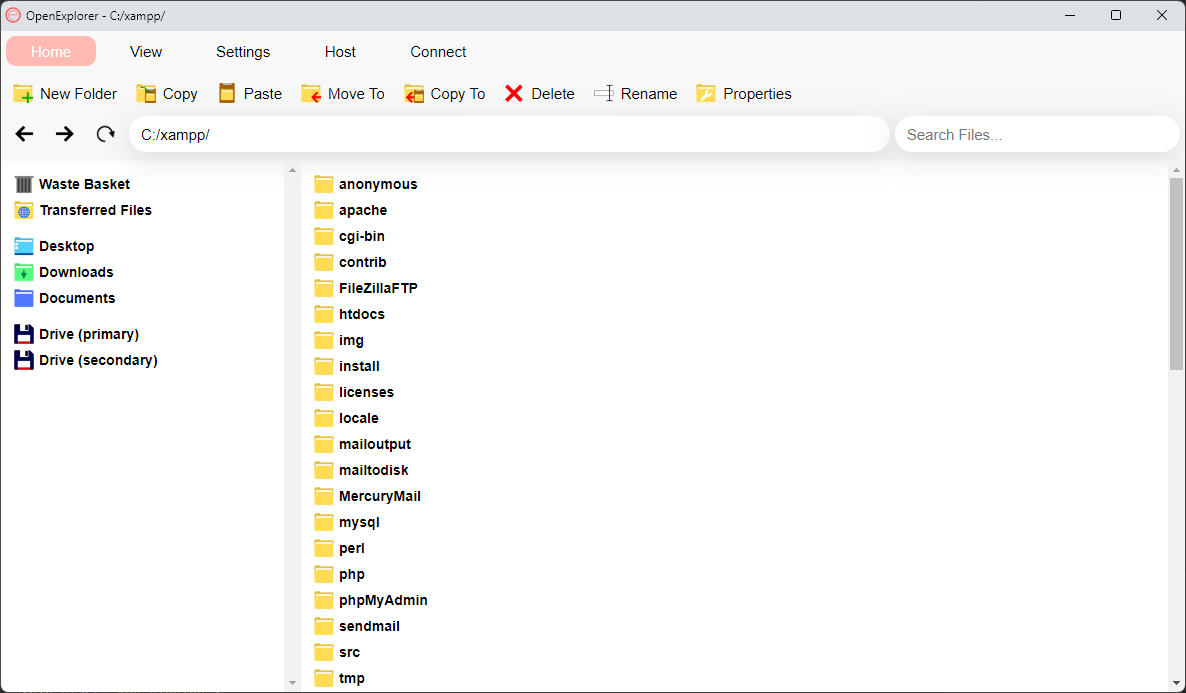 OpenExplorer - C:/xampp/
Home View Settings Host Connect
New Folder Copy Paste Move To Copy To Delete Rename Properties
C:/xampp/ Search Files...
Waste Basket
Transferred Files
Desktop
Downloads
Documents
Drive (primary)
Drive (secondary)
anonymous
apache
cgi-bin
contrib
FileZillaFTP
htdocs
img
install
licenses
locale
mailoutput
mailtodisk
MercuryMail
mysql
perl
php
phpMyAdmin
sendmail
src
tmp